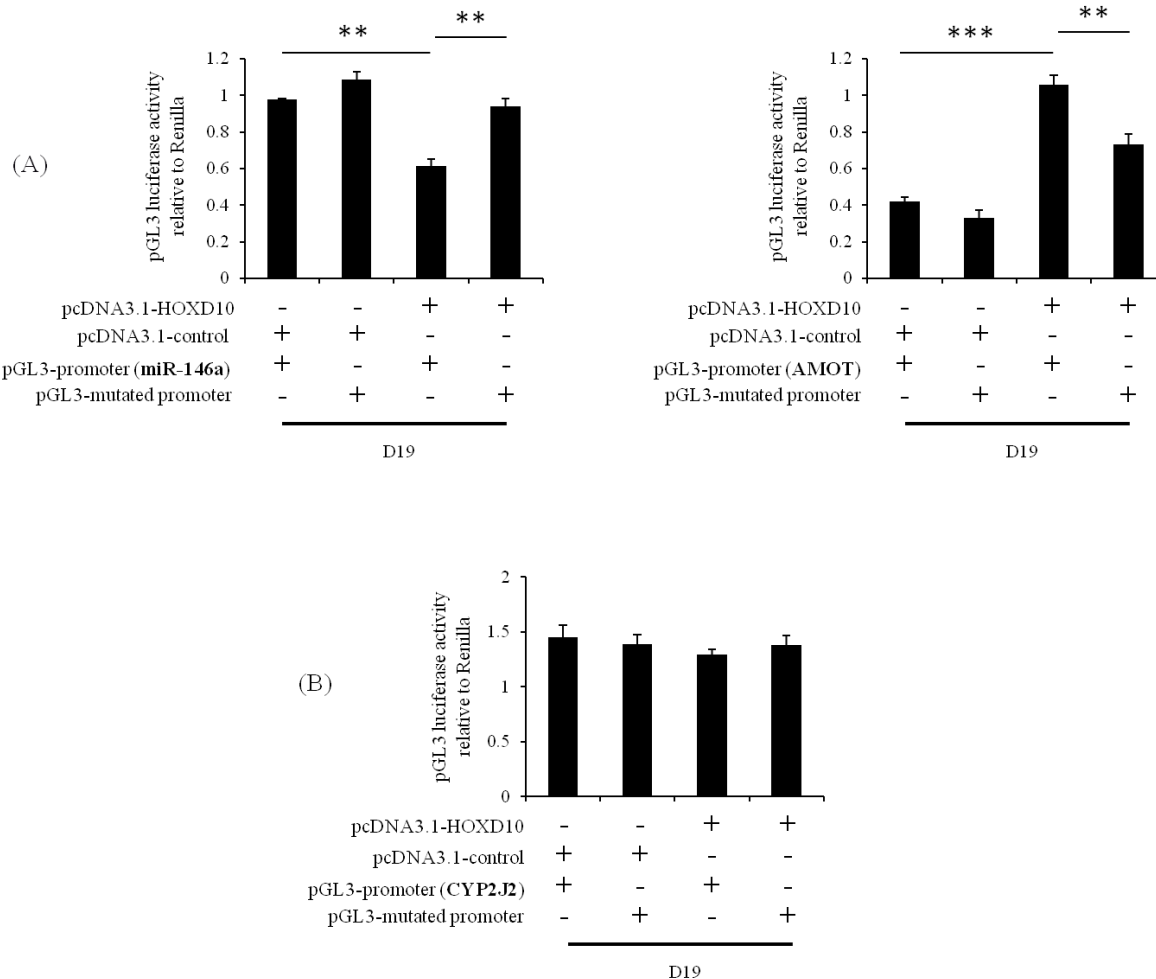 ** **
1.2
1
0.8
0.6
0.4
0.2
0
pGL3 luciferase activity
relative to Renilla
(A)
pcDNA3.1-HOXD10 - - + +
pcDNA3.1-control + + - -
pGL3-promoter (miR-146a) + - + -
pGL3-mutated promoter - + - +
D19
*** **
1.2
1
0.8
0.6
0.4
0.2
0
pGL3 luciferase activity
relative to Renilla
pcDNA3.1-HOXD10 - - + +
pcDNA3.1-control + + - -
pGL3-promoter (AMOT) + - + -
pGL3-mutated promoter - + - +
D19
2
1.5
1
0.5
0
pGL3 luciferase activity
relative to Renilla
(B)
pcDNA3.1-HOXD10 - - + +
pcDNA3.1-control + + - -
pGL3-promoter (CYP2J2) + - + -
pGL3-mutated promoter - + - +
D19